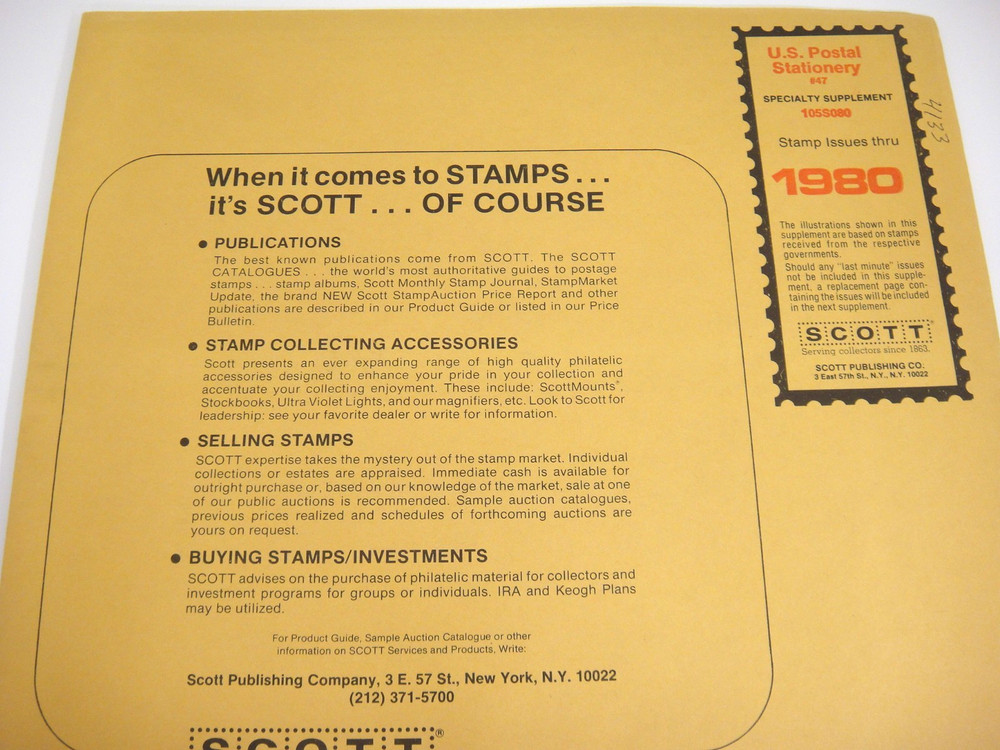 U.S. Postal
Stationery
#47
SPECIALTY SUPPLEMENT
105S080
Stamp Issues thru
1980
The illustrations shown in this
supplement are based on stamps
received from the respective
governments.
Should any "last minute" issues
not be included in this supple-
ment, a replacement page con-
taining the issues will be included
in the next supplement.
SCOTT®
Serving collectors since 1863.
SCOTT PUBLISHING CO.
3 East 57th St., N.Y., N.Y. 10022
4133
When it comes to STAMPS...
it's SCOTT... OF COURSE
● PUBLICATIONS
The best known publications come from SCOTT. The SCOTT
CATALOGUES... the world's most authoritative guides to postage
stamps... stamp albums, Scott Monthly Stamp Journal, StampMarket
Update, the brand NEW Scott StampAuction Price Report and other
publications are described in our Product Guide or listed in our Price
Bulletin.
● STAMP COLLECTING ACCESSORIES
Scott presents an ever expanding range of high quality philatelic
accessories designed to enhance your pride in your collection and
accentuate your collecting enjoyment. These include: ScottMounts®,
Stockbooks, Ultra Violet Lights, and our magnifiers, etc. Look to Scott for
leadership: see your favorite dealer or write for information.
● SELLING STAMPS
SCOTT expertise takes the mystery out of the stamp market. Individual
collections or estates are appraised. Immediate cash is available for
outright purchase or, based on our knowledge of the market, sale at one
of our public auctions is recommended. Sample auction catalogues,
previous prices realized and schedules of forthcoming auctions are
yours on request.
● BUYING STAMPS/INVESTMENTS
SCOTT advises on the purchase of philatelic material for collectors and
investment programs for groups or individuals. IRA and Keogh Plans
may be utilized.
For Product Guide, Sample Auction Catalogue or other
information on SCOTT Services and Products, Write:
Scott Publishing Company, 3 E. 57 St., New York, N.Y. 10022
(212) 371-5700
SCOTT®